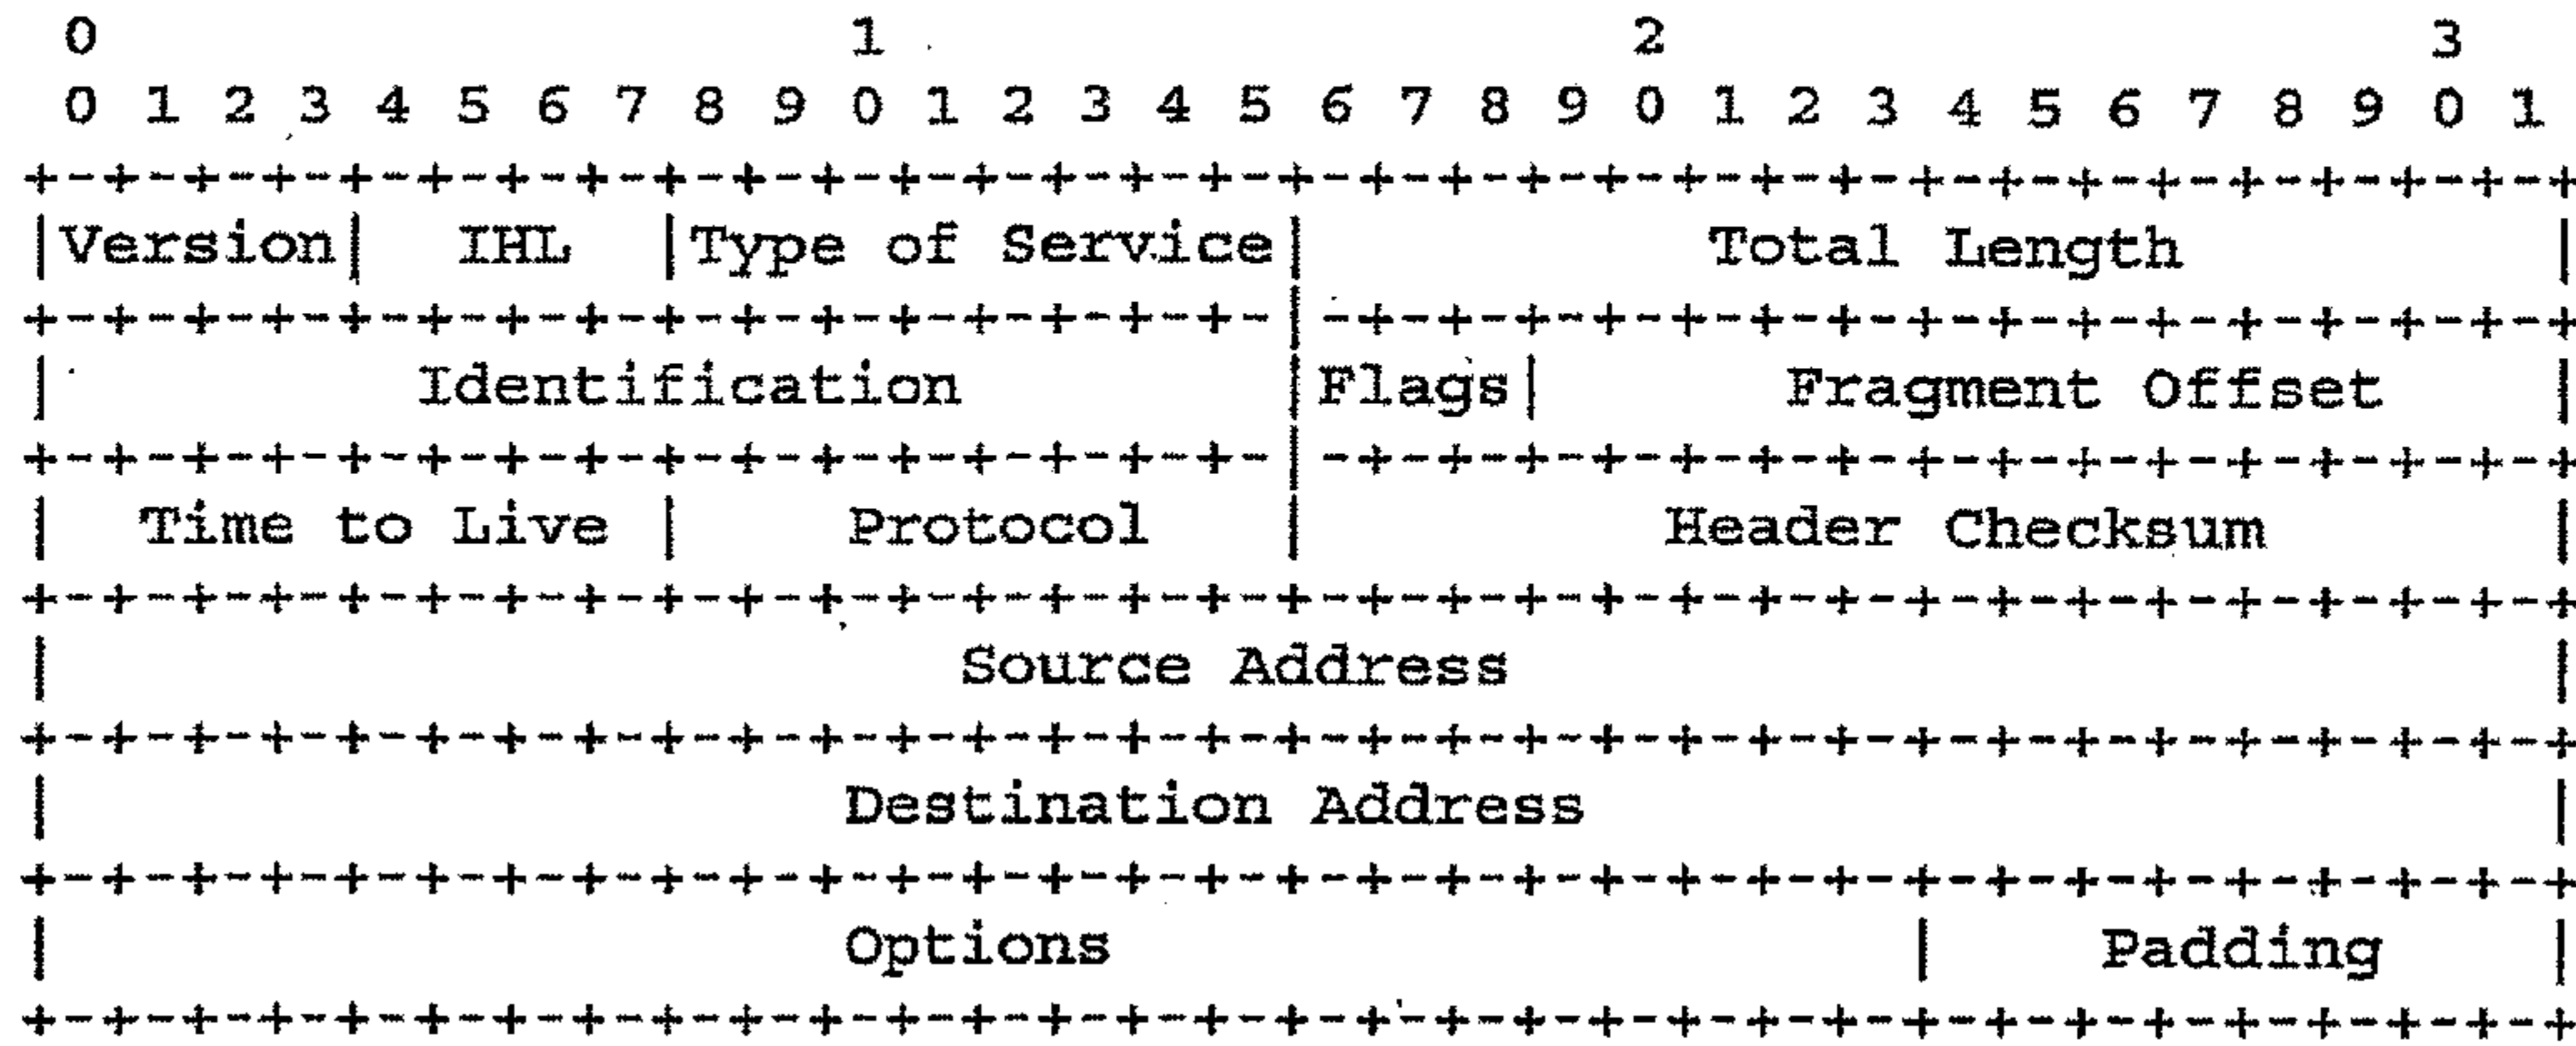 0                   1                   2                   3
 0 1 2 3 4 5 6 7 8 9 0 1 2 3 4 5 6 7 8 9 0 1 2 3 4 5 6 7 8 9 0 1
+-+-+-+-+-+-+-+-+-+-+-+-+-+-+-+-+-+-+-+-+-+-+-+-+-+-+-+-+-+-+-+-+
|Version|  IHL  |Type of Service|          Total Length         |
+-+-+-+-+-+-+-+-+-+-+-+-+-+-+-+-|-+-+-+-+-+-+-+-+-+-+-+-+-+-+-+-+
|         Identification        |Flags|      Fragment Offset    |
+-+-+-+-+-+-+-+-+-+-+-+-+-+-+-+-|-+-+-+-+-+-+-+-+-+-+-+-+-+-+-+-+
|  Time to Live |    Protocol   |         Header Checksum       |
+-+-+-+-+-+-+-+-+-+-+-+-+-+-+-+-+-+-+-+-+-+-+-+-+-+-+-+-+-+-+-+-+
|                       Source Address                          |
+-+-+-+-+-+-+-+-+-+-+-+-+-+-+-+-+-+-+-+-+-+-+-+-+-+-+-+-+-+-+-+-+
|                    Destination Address                        |
+-+-+-+-+-+-+-+-+-+-+-+-+-+-+-+-+-+-+-+-+-+-+-+-+-+-+-+-+-+-+-+-+
|                    Options                    |    Padding    |
+-+-+-+-+-+-+-+-+-+-+-+-+-+-+-+-+-+-+-+-+-+-+-+-+-+-+-+-+-+-+-+-+